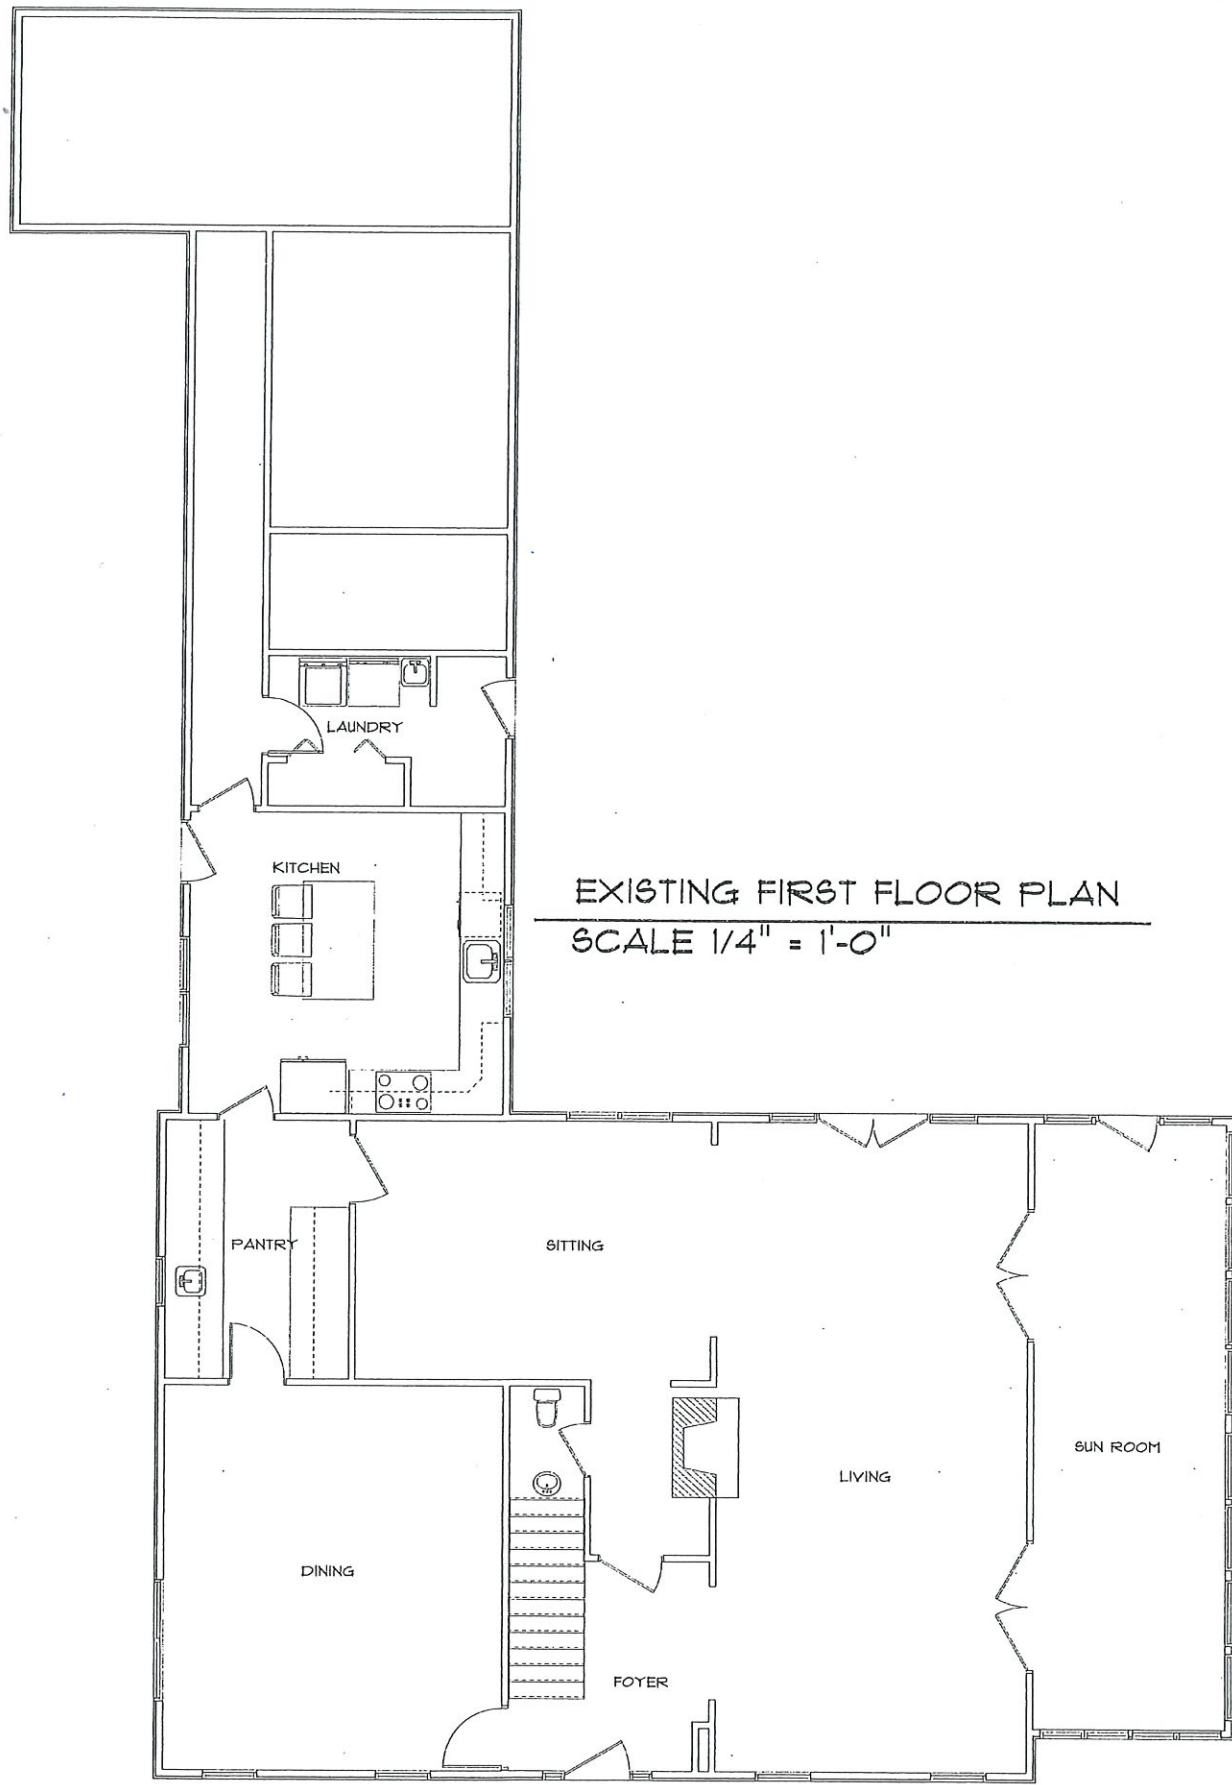 LAUNDRY
KITCHEN
EXISTING FIRST FLOOR PLAN
SCALE 1/4" = 1'-0"
PANTRY
SITTING
SUN ROOM
LIVING
DINING
FOYER